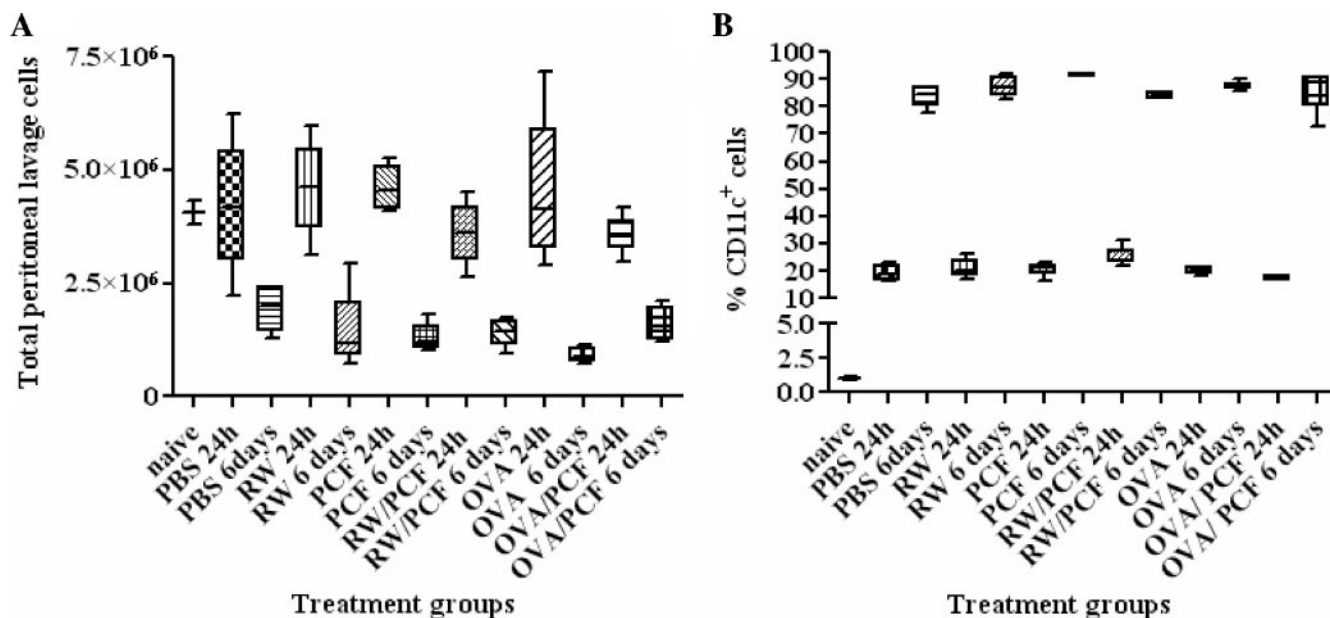 A
Total peritoneal lavage cells
7.5×10⁶
5.0×10⁶
2.5×10⁶
0
naive
PBS 24h
PBS 6days
RW 24h
RW 6 days
PCF 24h
PCF 6 days
RW/PCF 24h
RW/PCF 6 days
OVA 24h
OVA 6 days
OVA/PCF 24h
OVA/PCF 6 days
Treatment groups
B
% CD11c⁺ cells
100
90
80
70
60
50
40
30
20
10
5.0
2.5
0.0
naive
PBS 24h
PBS 6days
RW 24h
RW 6 days
PCF 24h
PCF 6 days
RW/PCF 24h
RW/PCF 6 days
OVA 24h
OVA 6 days
OVA/ PCF 24h
OVA/ PCF 6 days
Treatment groups